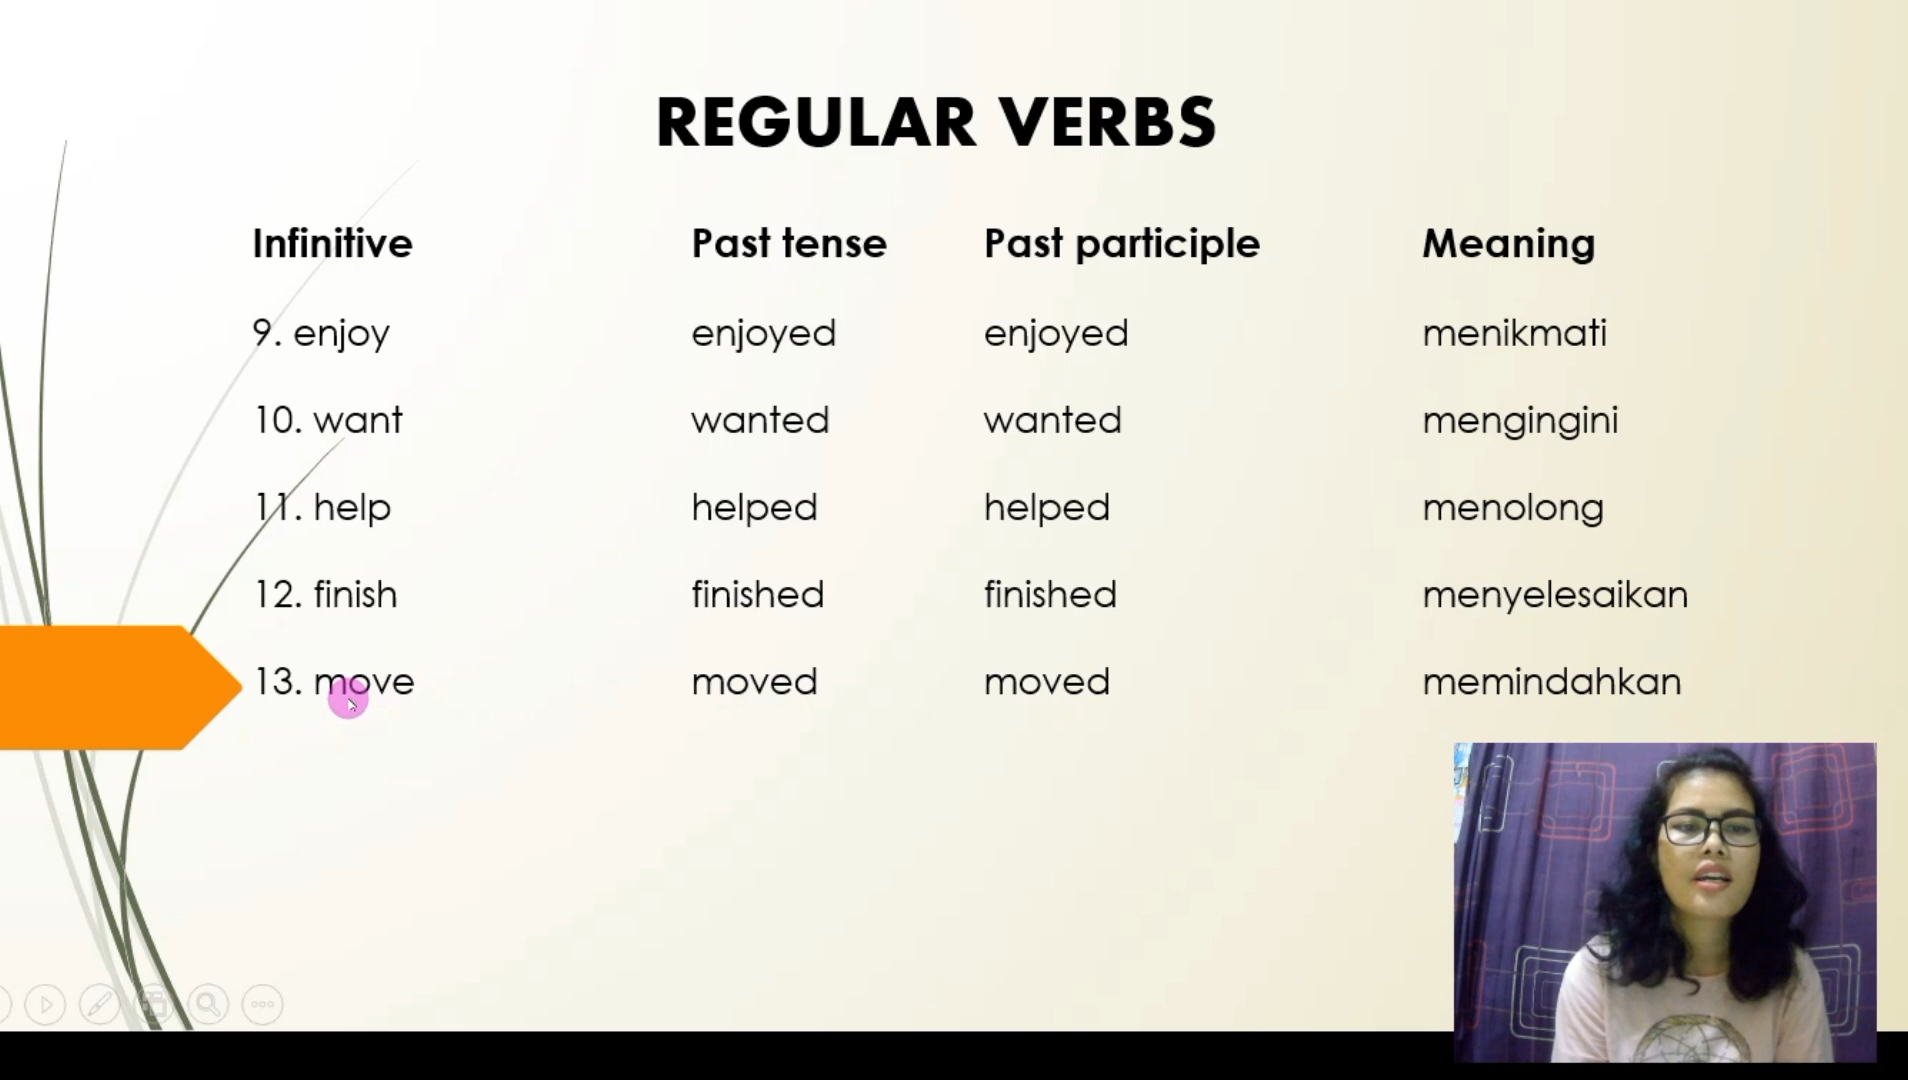 REGULAR VERBS
Infinitive Past tense Past participle Meaning
9. enjoy enjoyed enjoyed menikmati
10. want wanted wanted mengingini
11. help helped helped menolong
12. finish finished finished menyelesaikan
13. move moved moved memindahkan